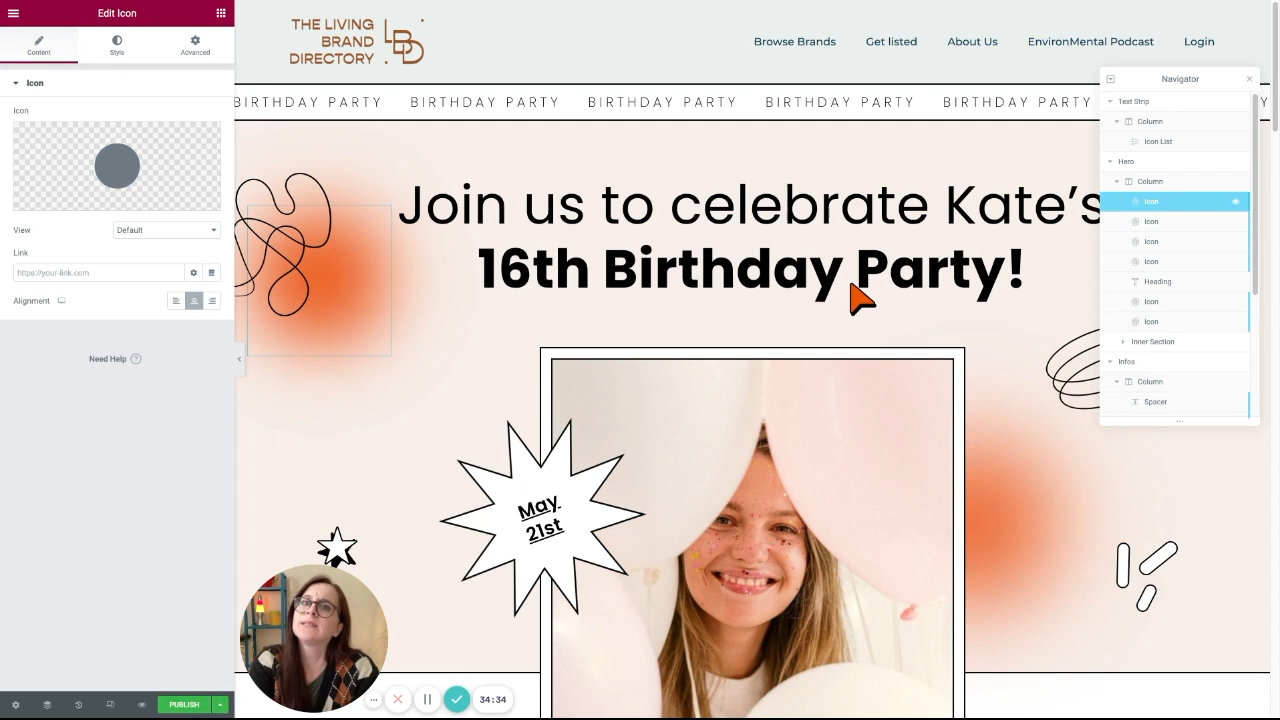 Edit Icon
Content
Style
Advanced
Icon
Icon
View
Default
Link
https://your-link.com
Alignment
Need Help ?
PUBLISH
THE LIVING
BRAND
DIRECTORY
Browse Brands
Get listed
About Us
EnvironMental Podcast
Login
BIRTHDAY PARTY BIRTHDAY PARTY BIRTHDAY PARTY BIRTHDAY PARTY BIRTHDAY PARTY
Join us to celebrate Kate’s
16th Birthday Party!
May
21st
34:34
Navigator
Text Strip
Column
Icon List
Hero
Column
Icon
Icon
Icon
Icon
Heading
Icon
Icon
Inner Section
Infos
Column
Spacer